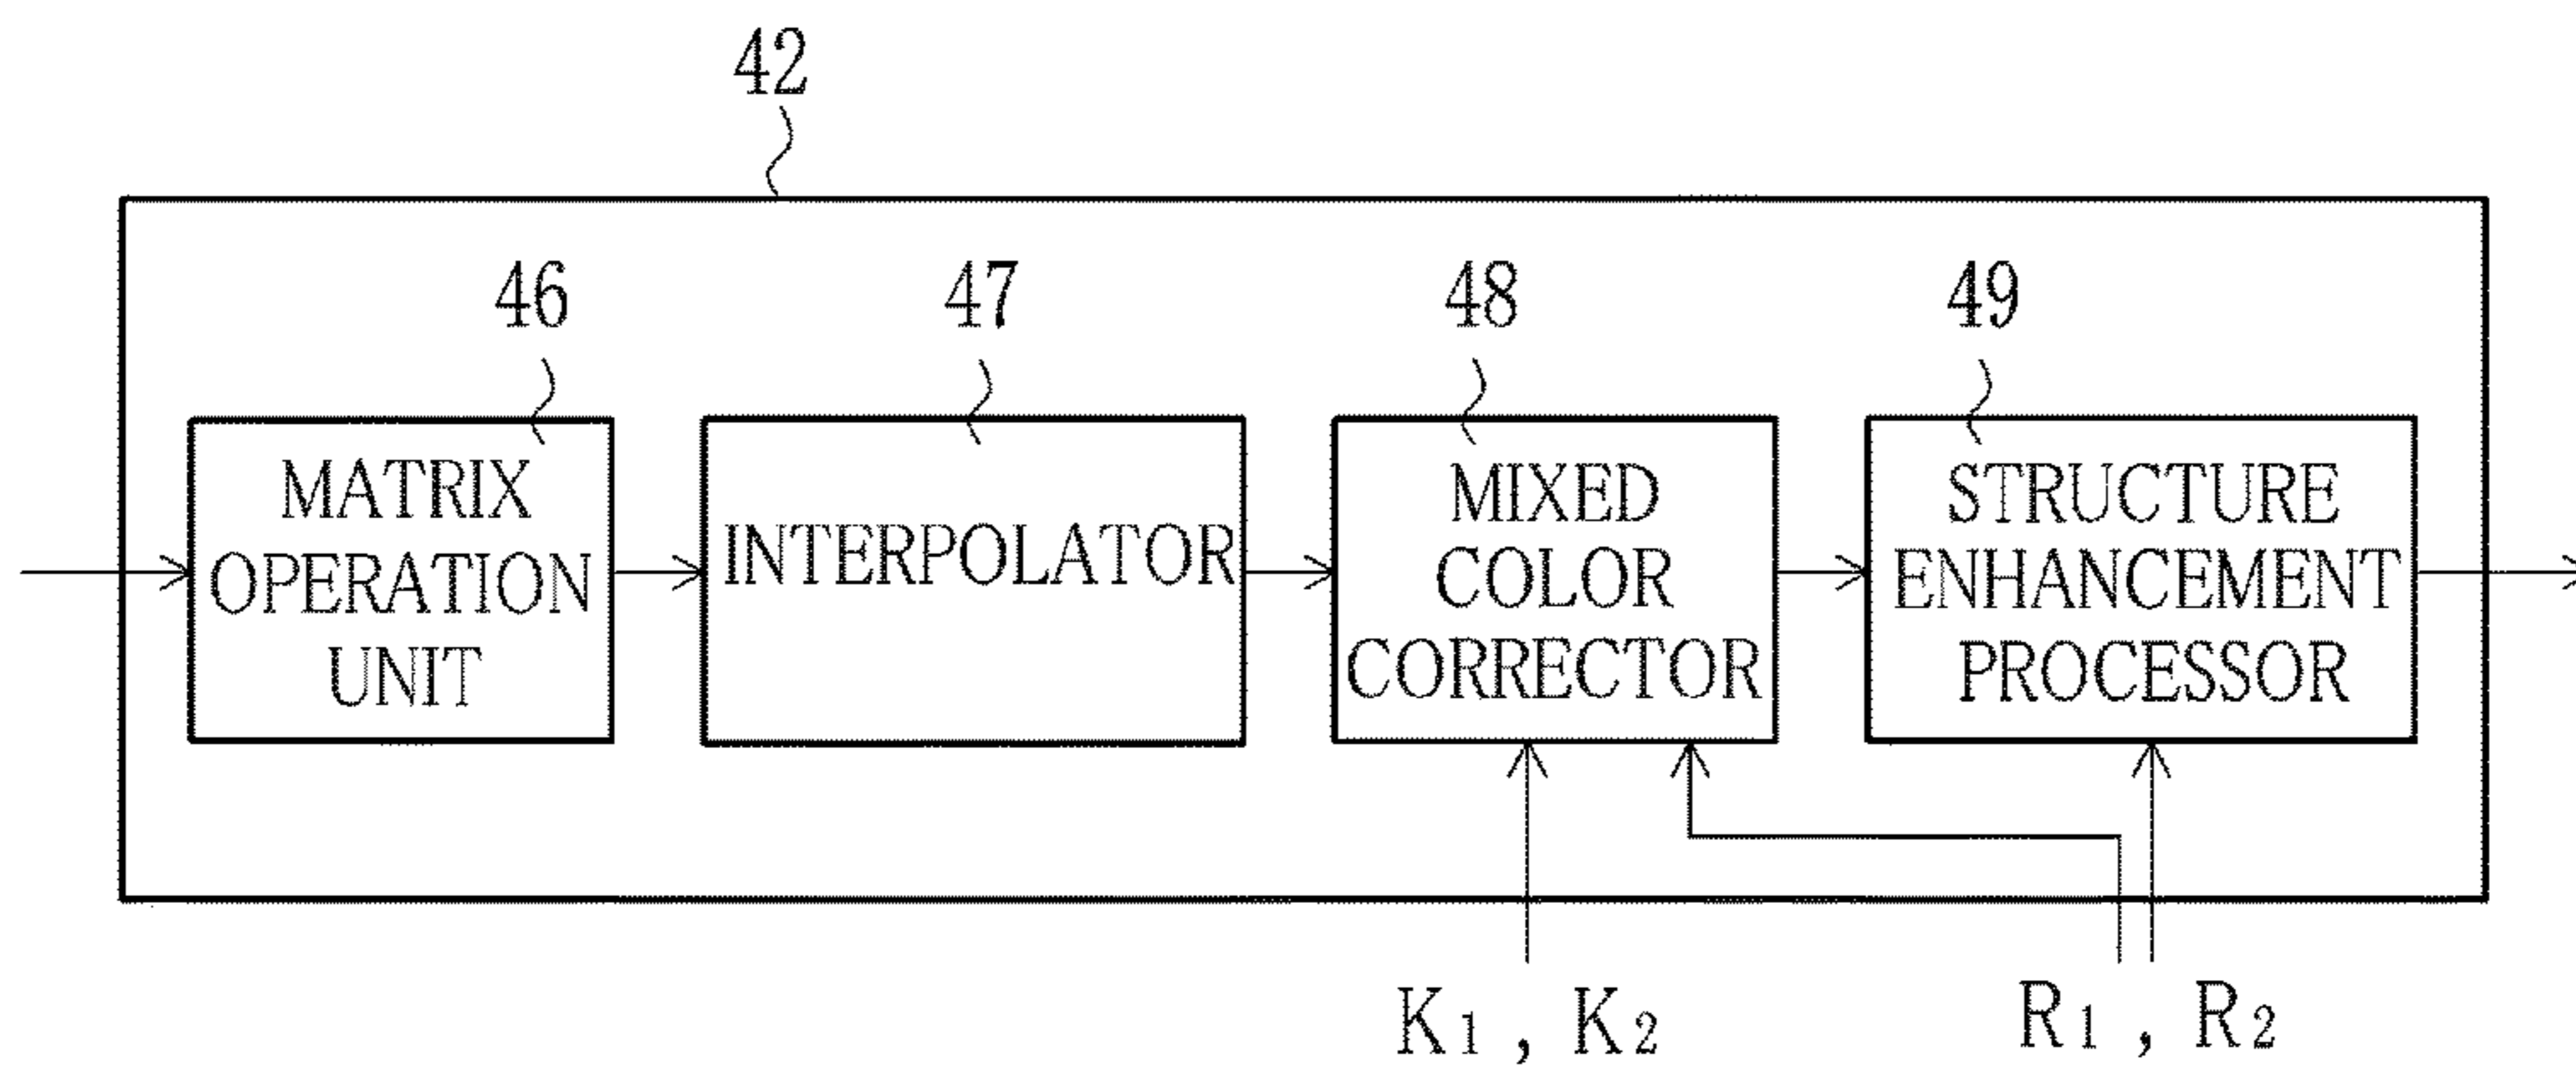 42
46
47
48
49
MATRIX
OPERATION
UNIT
INTERPOLATOR
MIXED
COLOR
CORRECTOR
STRUCTURE
ENHANCEMENT
PROCESSOR
K1, K2
R1, R2